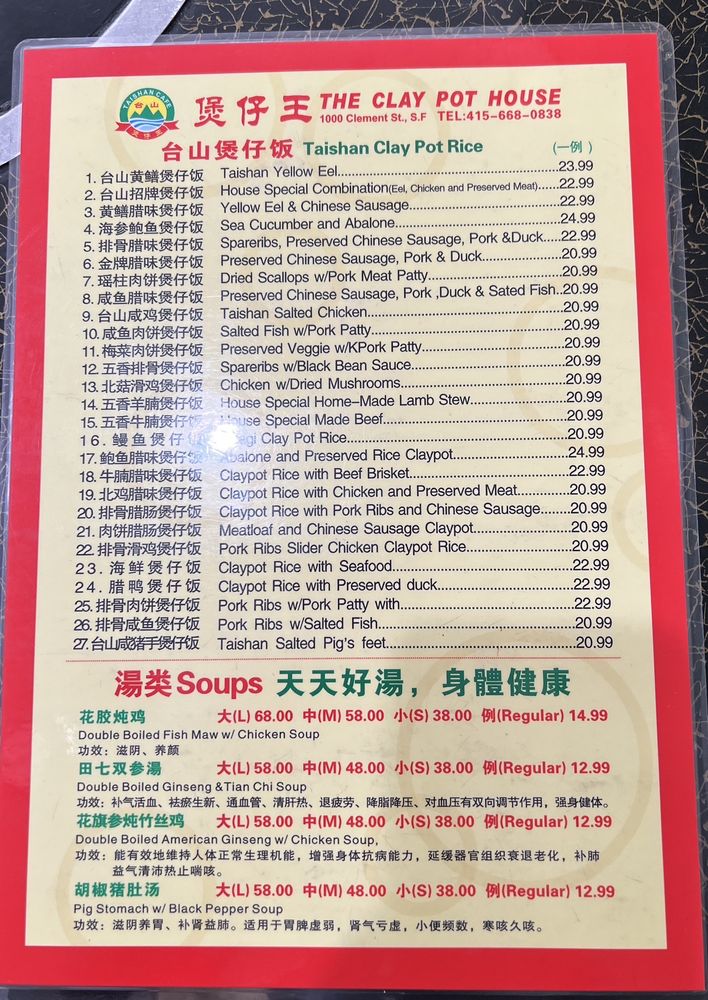 TAISHAN CAFE
台山
煲仔王
煲仔王 THE CLAY POT HOUSE
1000 Clement St., S.F TEL:415-668-0838
台山煲仔饭 Taishan Clay Pot Rice (一例)
1. 台山黄鳝煲仔饭 Taishan Yellow Eel 23.99
2. 台山招牌煲仔饭 House Special Combination(Eel, Chicken and Preserved Meat) 22.99
3. 黄鳝腊味煲仔饭 Yellow Eel & Chinese Sausage 22.99
4. 海参鲍鱼煲仔饭 Sea Cucumber and Abalone 24.99
5. 排骨腊味煲仔饭 Spareribs, Preserved Chinese Sausage, Pork &Duck 22.99
6. 金牌腊味煲仔饭 Preserved Chinese Sausage, Pork & Duck 20.99
7. 瑶柱肉饼煲仔饭 Dried Scallops w/Pork Meat Patty 20.99
8. 咸鱼腊味煲仔饭 Preserved Chinese Sausage, Pork ,Duck & Sated Fish 20.99
9. 台山咸鸡煲仔饭 Taishan Salted Chicken 20.99
10. 咸鱼肉饼煲仔饭 Salted Fish w/Pork Patty 20.99
11. 梅菜肉饼煲仔饭 Preserved Veggie w/KPork Patty 20.99
12. 五香排骨煲仔饭 Spareribs w/Black Bean Sauce 20.99
13. 北菇滑鸡煲仔饭 Chicken w/Dried Mushrooms 20.99
14. 五香羊腩煲仔饭 House Special Home-Made Lamb Stew 20.99
15. 五香牛腩煲仔饭 House Special Made Beef 20.99
16. 鳗鱼煲仔 Clay Pot Rice 20.99
17. 鲍鱼腊味煲仔 Abalone and Preserved Rice Claypot 24.99
18. 牛腩腊味煲仔饭 Claypot Rice with Beef Brisket 22.99
19. 北鸡腊味煲仔饭 Claypot Rice with Chicken and Preserved Meat 20.99
20. 排骨腊肠煲仔饭 Claypot Rice with Pork Ribs and Chinese Sausage 20.99
21. 肉饼腊肠煲仔饭 Meatloaf and Chinese Sausage Claypot 20.99
22. 排骨滑鸡煲仔饭 Pork Ribs Slider Chicken Claypot Rice 20.99
23. 海鲜煲仔饭 Claypot Rice with Seafood 22.99
24. 腊鸭煲仔饭 Claypot Rice with Preserved duck 22.99
25. 排骨肉饼煲仔饭 Pork Ribs w/Pork Patty with 22.99
26. 排骨咸鱼煲仔饭 Pork Ribs w/Salted Fish 20.99
27. 台山咸猪手煲仔饭 Taishan Salted Pig's feet 20.99
湯类 Soups 天天好湯，身體健康
花胶炖鸡 大(L) 68.00 中(M) 58.00 小(S) 38.00 例(Regular) 14.99
Double Boiled Fish Maw w/ Chicken Soup
功效：滋阴、养颜
田七双参湯 大(L) 58.00 中(M) 48.00 小(S) 38.00 例(Regular) 12.99
Double Boiled Ginseng &Tian Chi Soup
功效：补气活血、袪瘀生新、通血管、清肝热、退疲劳、降脂降压、对血压有双向调节作用，强身健体。
花旗参炖竹丝鸡 大(L) 58.00 中(M) 48.00 小(S) 38.00 例(Regular) 12.99
Double Boiled American Ginseng w/ Chicken Soup,
功效：能有效地维持人体正常生理机能，增强身体抗病能力，延缓器官组织衰退老化，补肺
益气清沛热止喘咳。
胡椒猪肚汤 大(L) 58.00 中(M) 48.00 小(S) 38.00 例(Regular) 12.99
Pig Stomach w/ Black Pepper Soup
功效：滋阴养胃、补肾益肺。适用于胃脾虚弱，肾气亏虚，小便频数，寒咳久咳。